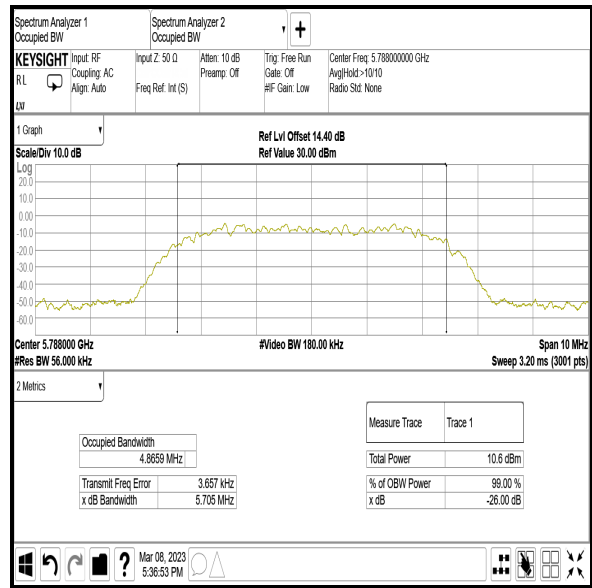 Spectrum Analyzer 1
Occupied BW
Spectrum Analyzer 2
Occupied BW
+
KEYSIGHT
RL
LXI
Input: RF
Coupling: AC
Align: Auto
Input Z: 50 Ω
Freq Ref: Int (S)
Atten: 10 dB
Preamp: Off
Trig: Free Run
Gate: Off
#IF Gain: Low
Center Freq: 5.788000000 GHz
Avg|Hold:>10/10
Radio Std: None
1 Graph
Scale/Div 10.0 dB
Ref Lvl Offset 14.40 dB
Ref Value 30.00 dBm
Log
20.0
10.0
0.00
-10.0
-20.0
-30.0
-40.0
-50.0
-60.0
Center 5.788000 GHz
#Video BW 180.00 kHz
Span 10 MHz
#Res BW 56.000 kHz
Sweep 3.20 ms (3001 pts)
2 Metrics
Measure Trace Trace 1
Occupied Bandwidth
4.8659 MHz
Total Power 10.6 dBm
Transmit Freq Error 3.657 kHz
% of OBW Power 99.00 %
x dB Bandwidth 5.705 MHz
x dB -26.00 dB
?
Mar 08, 2023
5:36:53 PM